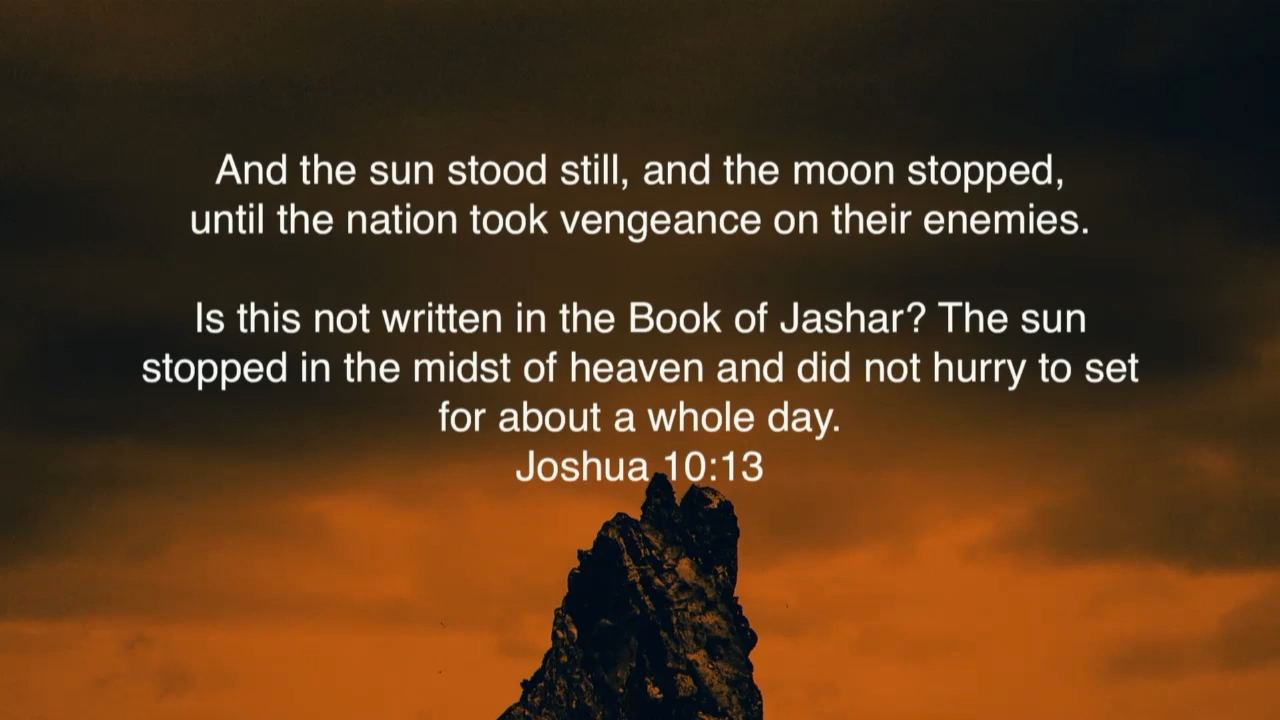 And the sun stood still, and the moon stopped,
until the nation took vengeance on their enemies.
Is this not written in the Book of Jashar? The sun
stopped in the midst of heaven and did not hurry to set
for about a whole day.
Joshua 10:13